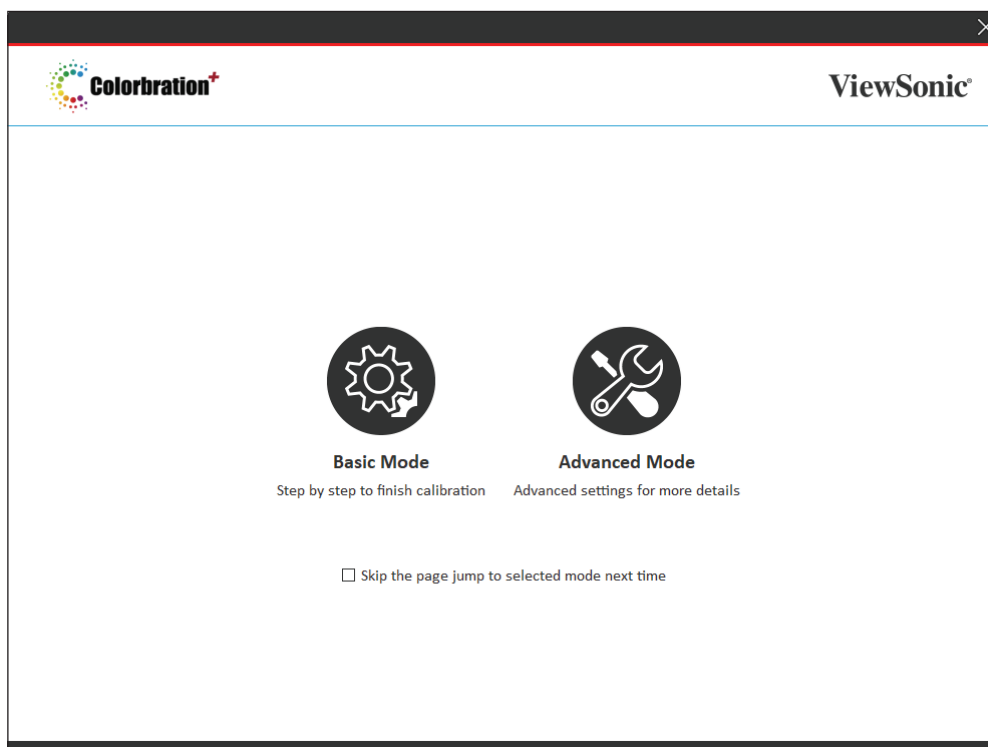 Colorbration+
ViewSonic®
Basic Mode
Advanced Mode
Step by step to finish calibration
Advanced settings for more details
Skip the page jump to selected mode next time